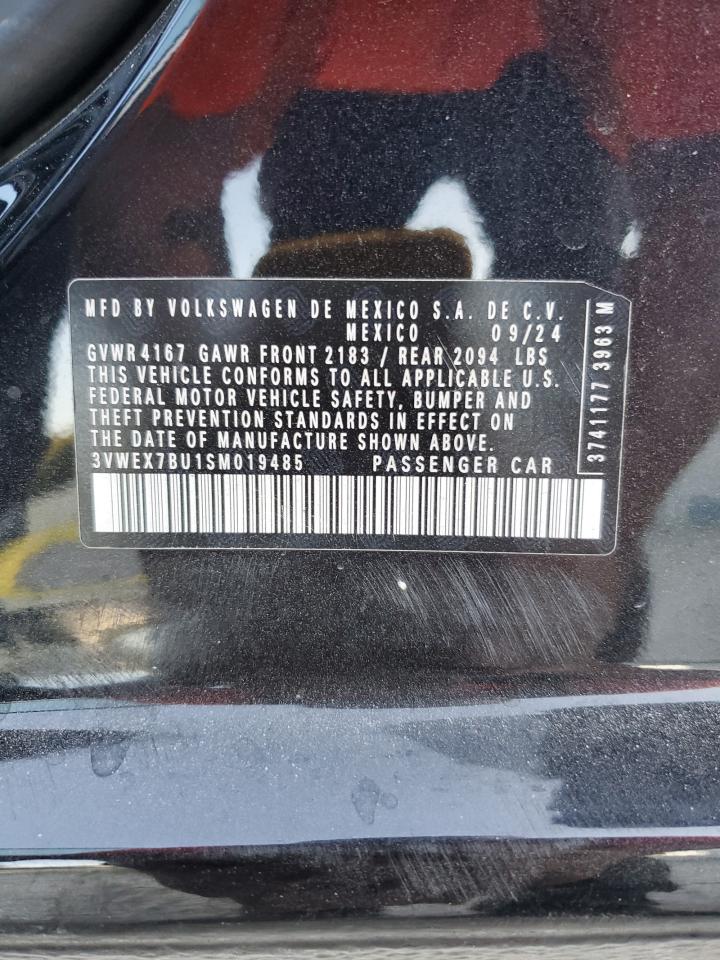 MFD BY VOLKSWAGEN DE MEXICO S.A. DE C.V.
MEXICO 09/24
GVWR 4167 GAWR FRONT 2183 / REAR 2094 LBS
THIS VEHICLE CONFORMS TO ALL APPLICABLE U.S.
FEDERAL MOTOR VEHICLE SAFETY, BUMPER AND
THEFT PREVENTION STANDARDS IN EFFECT ON
THE DATE OF MANUFACTURE SHOWN ABOVE.
3VWEX7BU1SM019485 PASSENGER CAR
3741177 3963 M